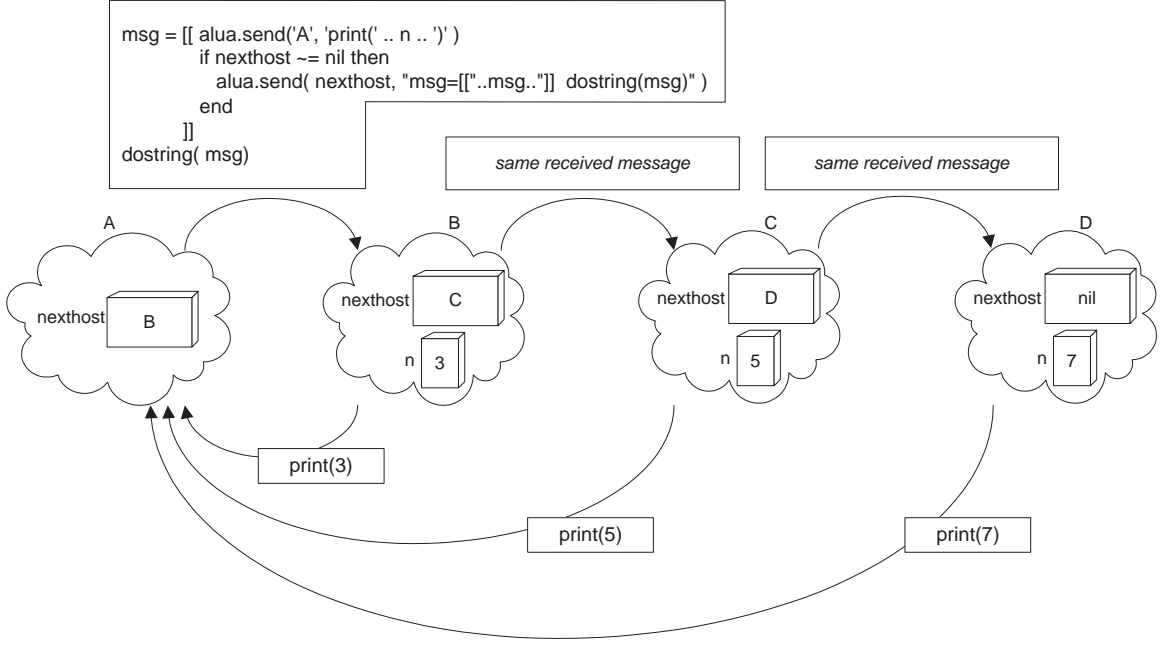 msg = [[ alua.send('A', 'print(' .. n .. ')' )
if nexthost ~= nil then
alua.send( nexthost, "msg=[["..msg.."]]  dostring(msg)" )
end
]]
dostring( msg)
same received message
same received message
A
B
C
D
nexthost
B
nexthost
C
n
3
nexthost
D
n
5
nexthost
nil
n
7
print(3)
print(5)
print(7)